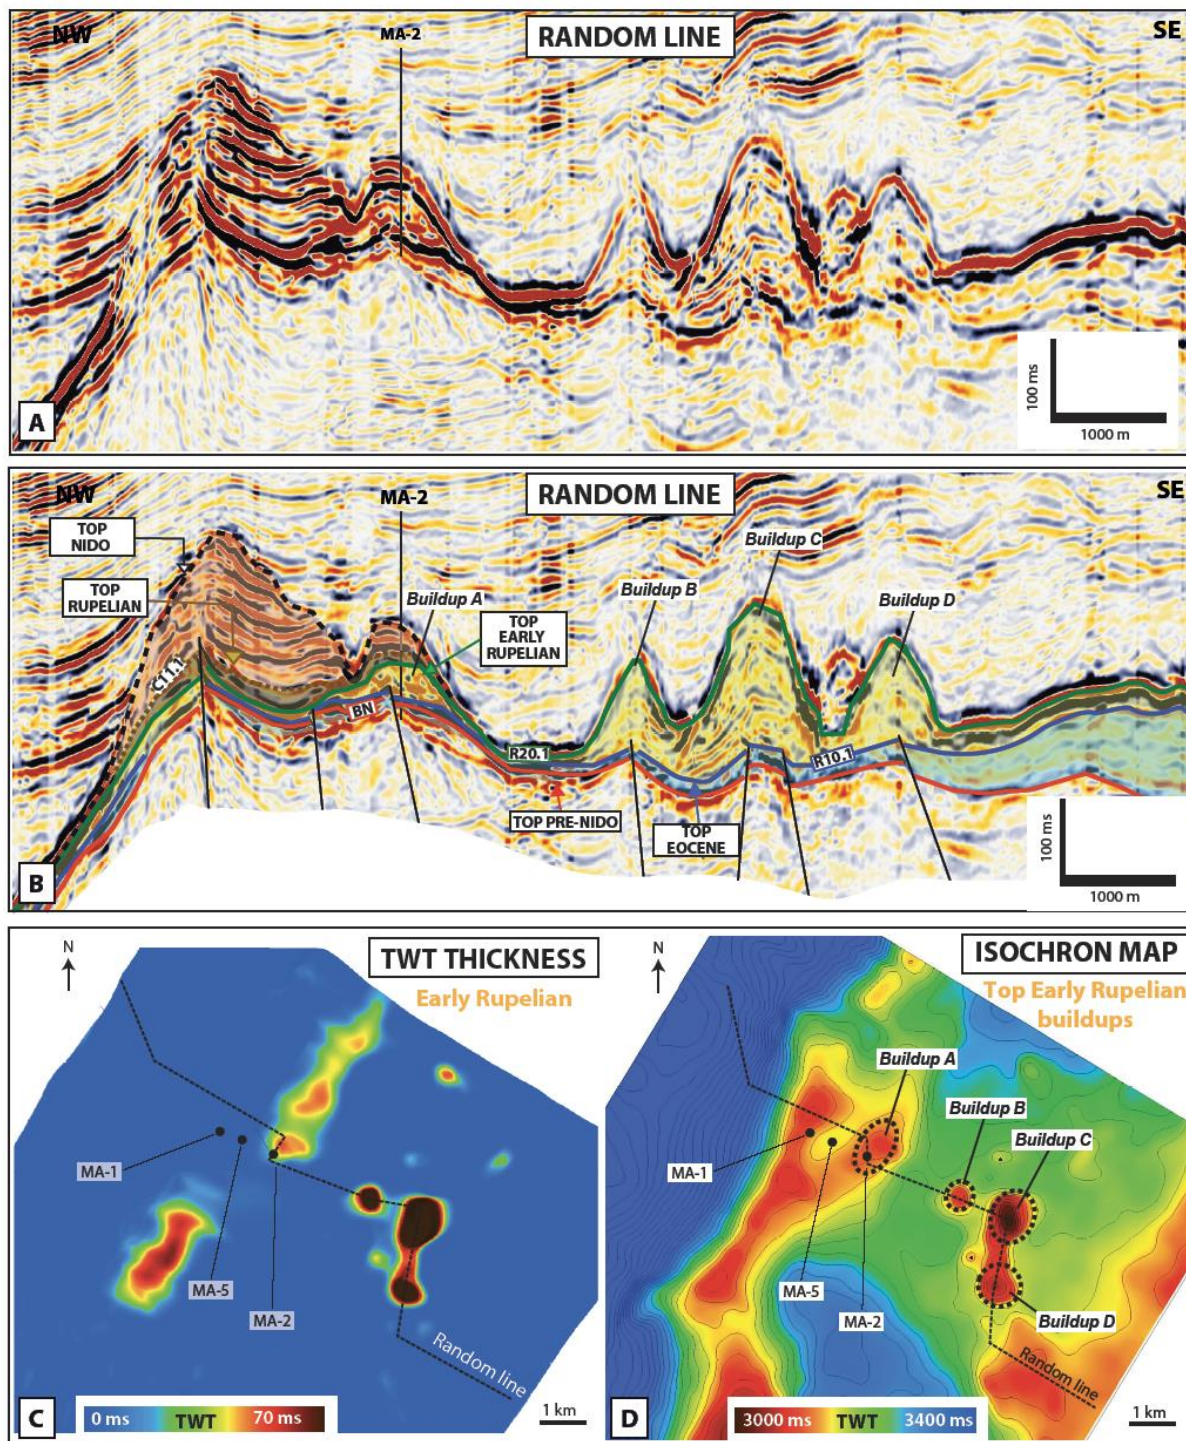 NW
MA-2
RANDOM LINE
SE
100 ms
1000 m
A
NW
MA-2
RANDOM LINE
SE
TOP
NIDO
TOP
RUPELIAN
Buildup A
TOP
EARLY
RUPELIAN
Buildup B
Buildup C
Buildup D
C11.1
BN
R20.1
R10.1
TOP PRE-NIDO
TOP
EOCENE
100 ms
1000 m
B
N
TWT THICKNESS
Early Rupelian
MA-1
MA-5
MA-2
Random line
0 ms TWT 70 ms
1 km
C
N
ISOCHRON MAP
Top Early Rupelian
buildups
Buildup A
Buildup B
Buildup C
MA-1
MA-5
MA-2
Buildup D
Random line
3000 ms TWT 3400 ms
1 km
D